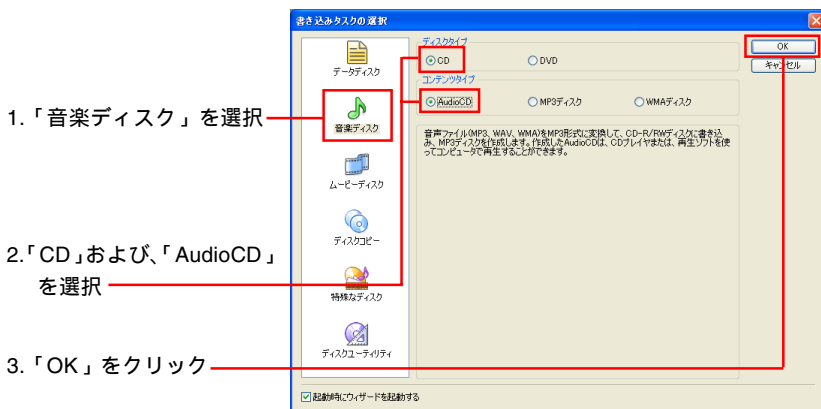 書き込みタスクの選択
データディスク
音楽ディスク
ムービーディスク
ディスクコピー
特殊なディスク
ディスクユーティリティ
ディスクタイプ
CD
DVD
コンテンツタイプ
AudioCD
MP3ディスク
WMAディスク
音声ファイル(MP3、WAV、WMA)をMP3形式に変換して、CD-R/RWディスクに書き込
み、MP3ディスクを作成します。作成したAudioCDは、CDプレイヤまたは、再生ソフトを使
ってコンピュータで再生することができます。
OK
キャンセル
起動時にウィザードを起動する
1.「音楽ディスク」を選択
2.「CD」および、「AudioCD」
を選択
3.「OK」をクリック